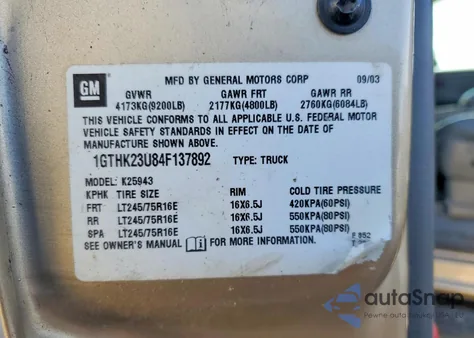 GM
MFD BY GENERAL MOTORS CORP 09/03
GVWR GAWR FRT GAWR RR
4173KG(9200LB) 2177KG(4800LB) 2760KG(6084LB)
THIS VEHICLE CONFORMS TO ALL APPLICABLE U.S. FEDERAL MOTOR
VEHICLE SAFETY STANDARDS IN EFFECT ON THE DATE OF
MANUFACTURE SHOWN ABOVE.
1GTHK23U84F137892 TYPE: TRUCK
MODEL: K25943
KPHK TIRE SIZE RIM COLD TIRE PRESSURE
FRT LT245/75R16E 16X6.5J 420KPA(60PSI)
RR LT245/75R16E 16X6.5J 550KPA(80PSI)
SPA LT245/75R16E 16X6.5J 550KPA(80PSI)
SEE OWNER'S MANUAL FOR MORE INFORMATION.
autoSnap